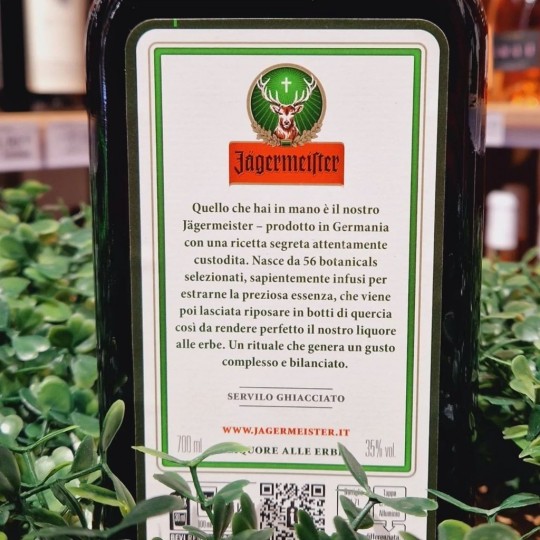 Jägermeister
Quello che hai in mano è il nostro
Jägermeister – prodotto in Germania
con una ricetta segreta attentamente
custodita. Nasce da 56 botanicals
selezionati, sapientemente infusi per
estrarne la preziosa essenza, che viene
poi lasciata riposare in botti di quercia
così da rendere perfetto il nostro liquore
alle erbe. Un rituale che genera un gusto
complesso e bilanciato.
SERVILO GHIACCIATO
WWW.JAGERMEISTER.IT
700 ml
35% vol.
ALLE